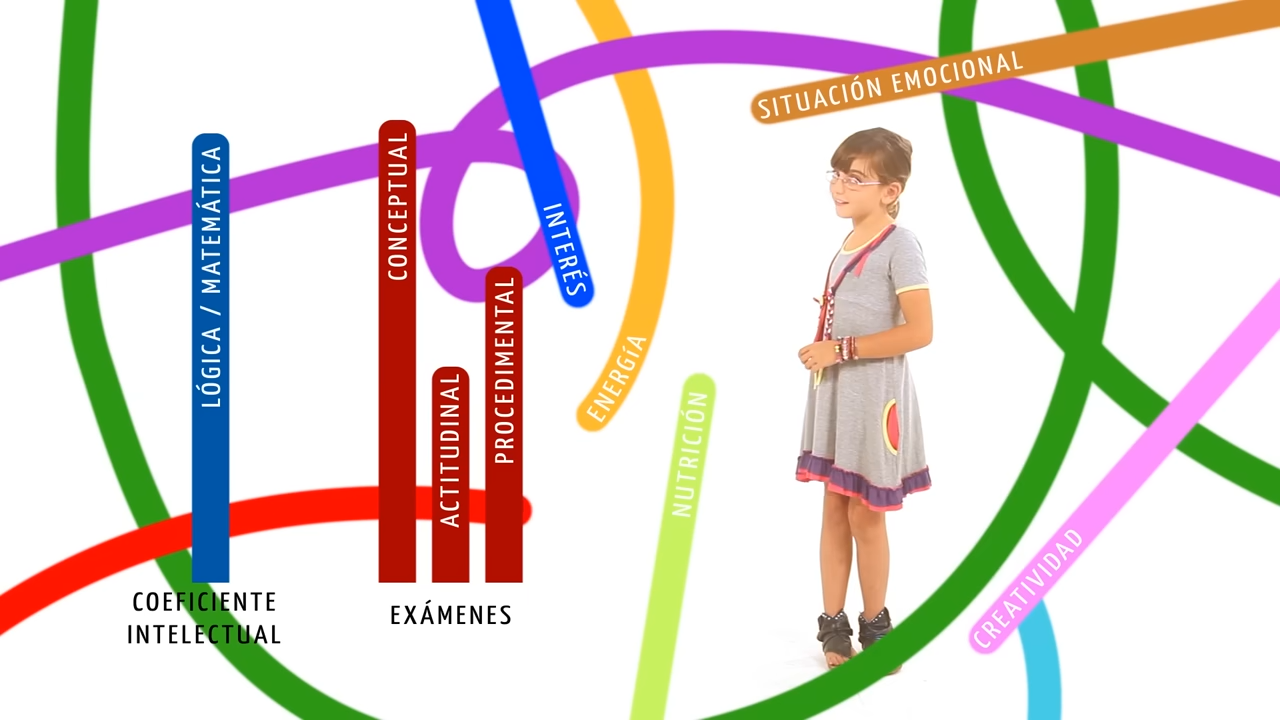 SITUACIÓN EMOCIONAL
LÓGICA / MATEMÁTICA
CONCEPTUAL
ACTITUDINAL
PROCEDIMENTAL
INTERÉS
ENERGÍA
NUTRICIÓN
CREATIVIDAD
COEFICIENTE
INTELECTUAL
EXÁMENES